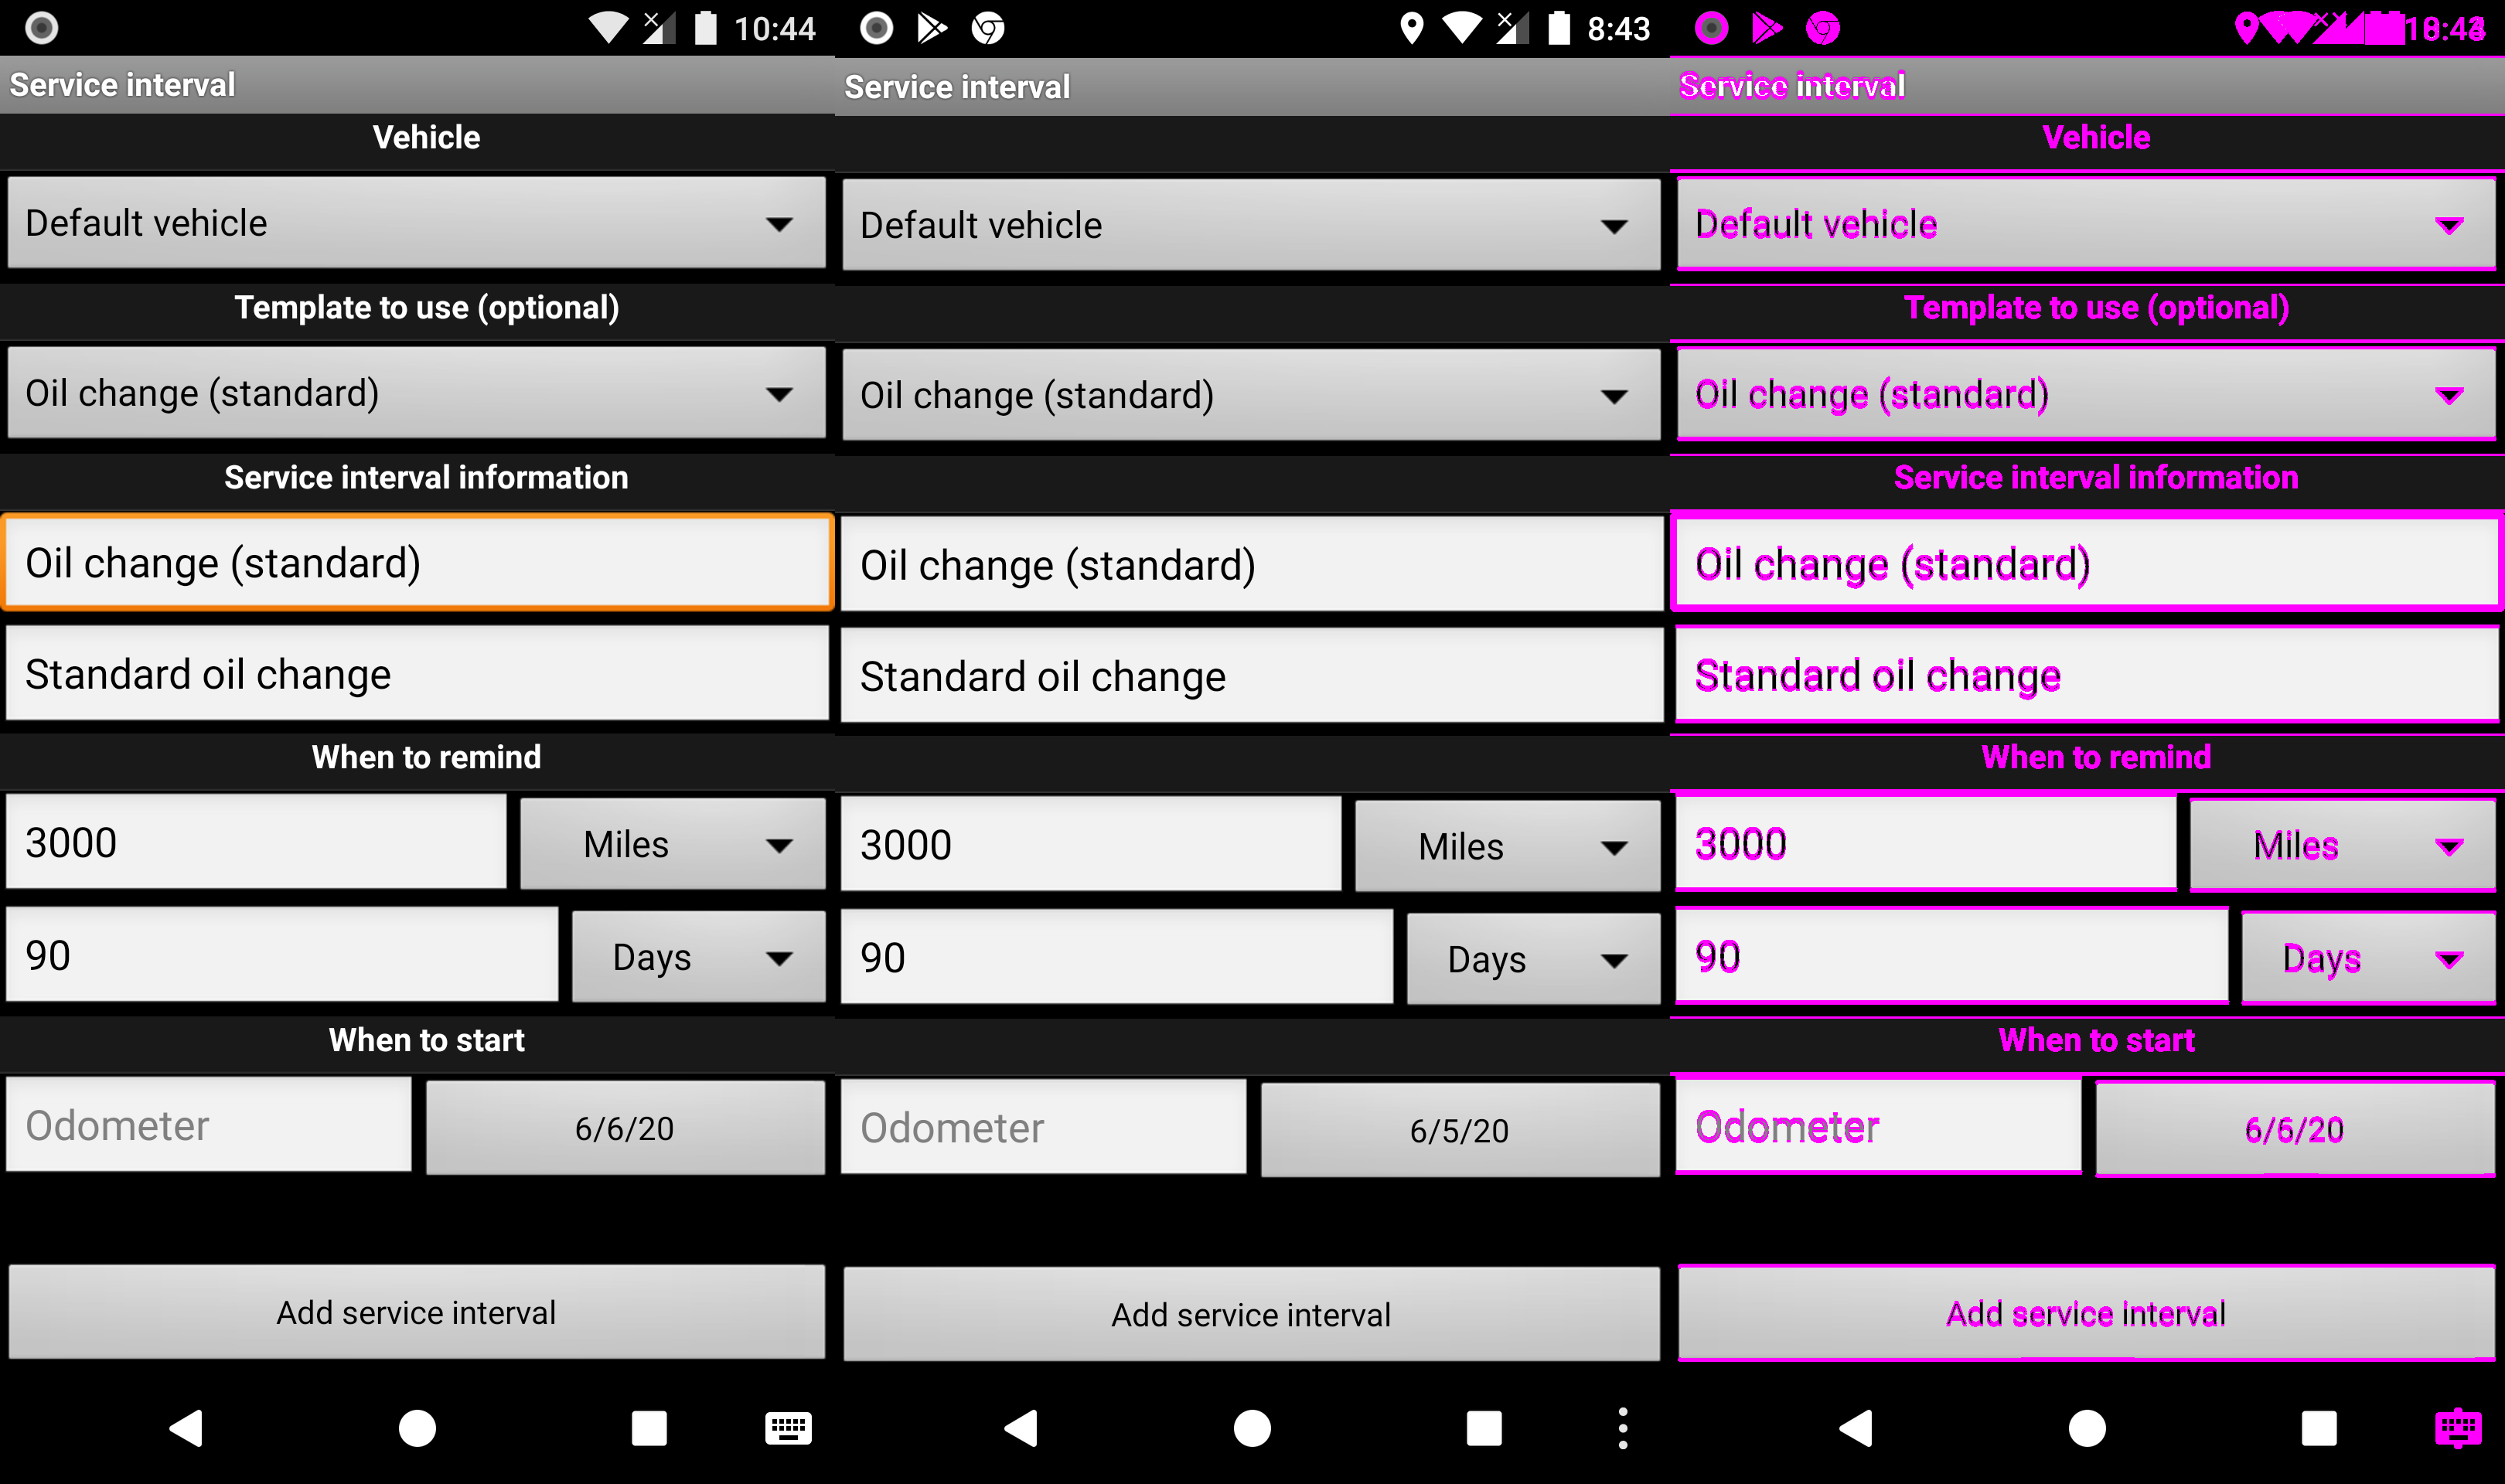 10:44
Service interval
Vehicle
Default vehicle
Template to use (optional)
Oil change (standard)
Service interval information
Oil change (standard)
Standard oil change
When to remind
3000
Miles
90
Days
When to start
Odometer
6/6/20
Add service interval
8:43
Service interval
Default vehicle
Oil change (standard)
Oil change (standard)
Standard oil change
3000
Miles
90
Days
Odometer
6/5/20
Add service interval
Service interval
Vehicle
Default vehicle
Template to use (optional)
Oil change (standard)
Service interval information
Oil change (standard)
Standard oil change
When to remind
3000
Miles
90
Days
When to start
Odometer
6/6/20
Add service interval